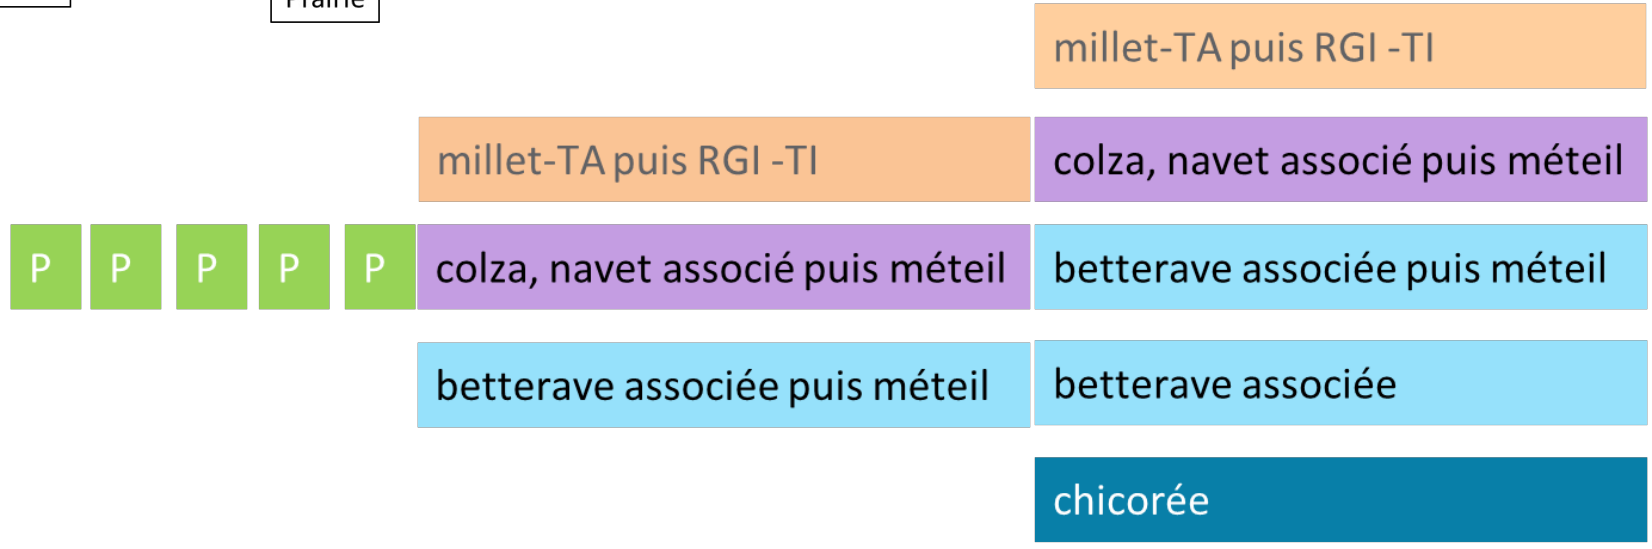 Prairie
millet-TA puis RGI -TI
millet-TA puis RGI -TI
colza, navet associé puis méteil
P P P P P
colza, navet associé puis méteil
betterave associée puis méteil
betterave associée puis méteil
betterave associée
chicorée